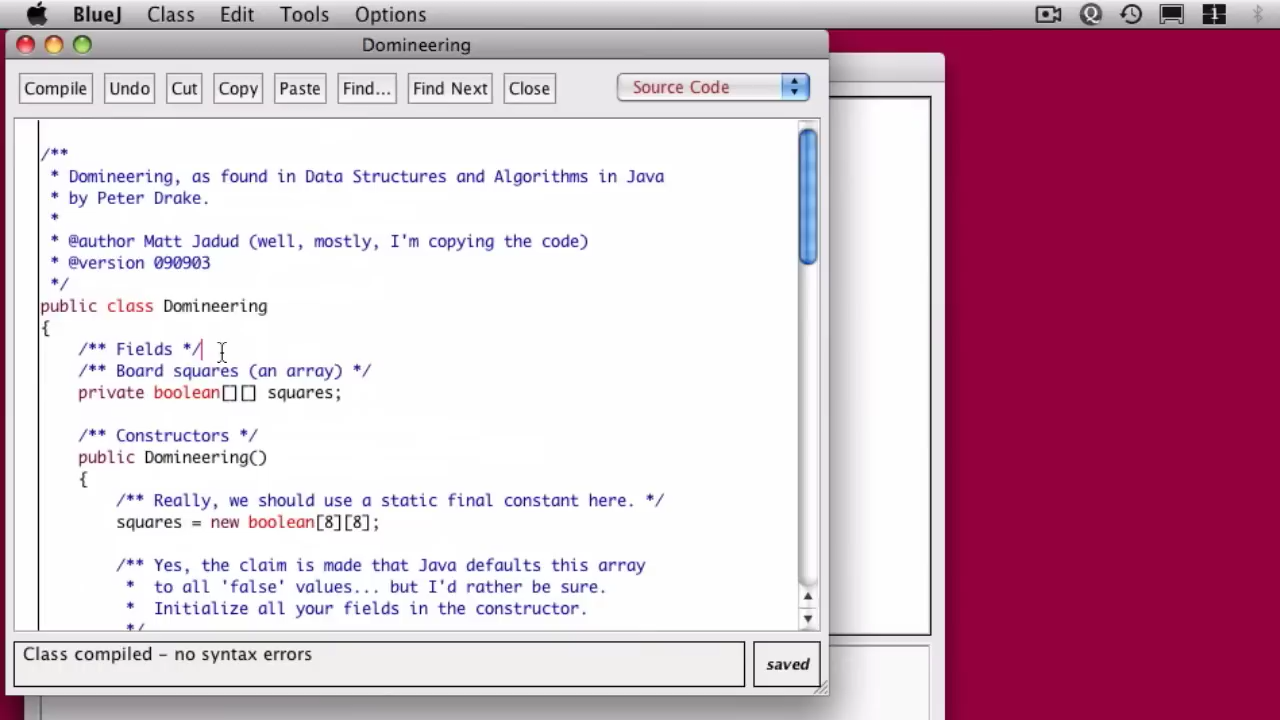 BlueJ Class Edit Tools Options
Domineering
Compile Undo Cut Copy Paste Find... Find Next Close Source Code
/**
* Domineering, as found in Data Structures and Algorithms in Java
* by Peter Drake.
*
* @author Matt Jadud (well, mostly, I'm copying the code)
* @version 090903
*/
public class Domineering
{
/** Fields */
/** Board squares (an array) */
private boolean[][] squares;
/** Constructors */
public Domineering()
{
/** Really, we should use a static final constant here. */
squares = new boolean[8][8];
/** Yes, the claim is made that Java defaults this array
* to all 'false' values... but I'd rather be sure.
* Initialize all your fields in the constructor.
*/
Class compiled - no syntax errors
saved